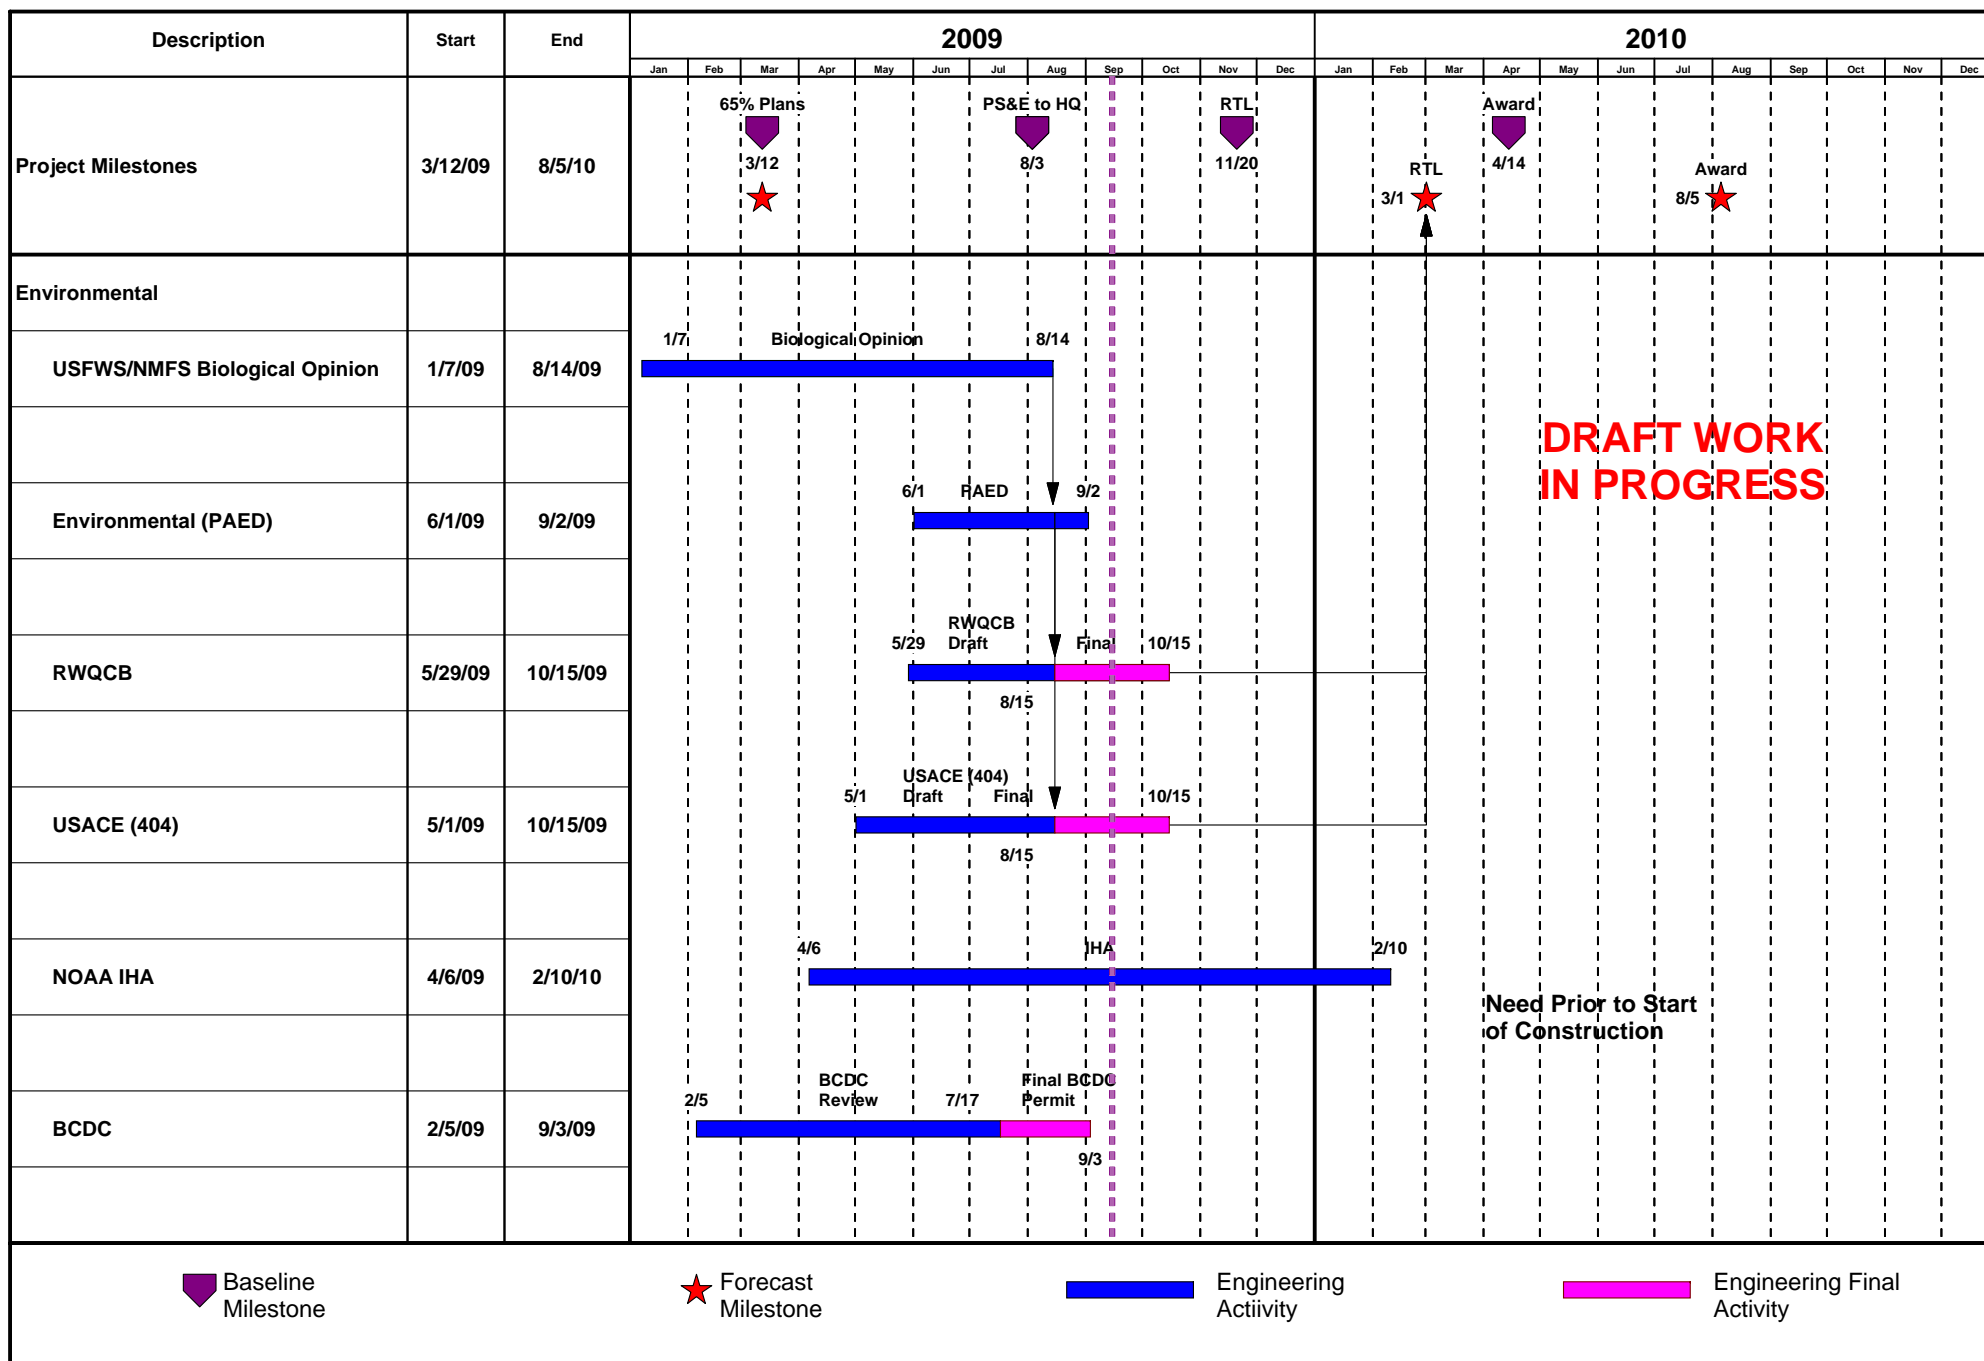 Description Start End 2009 2010
Jan Feb Mar Apr May Jun Jul Aug Sep Oct Nov Dec Jan Feb Mar Apr May Jun Jul Aug Sep Oct Nov Dec
65% Plans PS&E to HQ RTL Award
Project Milestones 3/12/09 8/5/10 3/12 8/3 11/20 4/14
RTL Award
3/1 8/5
Environmental
1/7 Biological Opinion 8/14
USFWS/NMFS Biological Opinion 1/7/09 8/14/09
DRAFT WORK
IN PROGRESS
6/1 PAED 9/2
Environmental (PAED) 6/1/09 9/2/09
RWQCB
5/29 Draft Final 10/15
RWQCB 5/29/09 10/15/09
8/15
USACE (404)
5/1 Draft Final 10/15
USACE (404) 5/1/09 10/15/09
8/15
4/6 IHA 2/10
NOAA IHA 4/6/09 2/10/10
Need Prior to Start
of Construction
BCDC Final BCDC
2/5 Review 7/17 Permit
BCDC 2/5/09 9/3/09
9/3
Baseline
Milestone
Forecast
Milestone
Engineering
Actiivity
Engineering Final
Activity